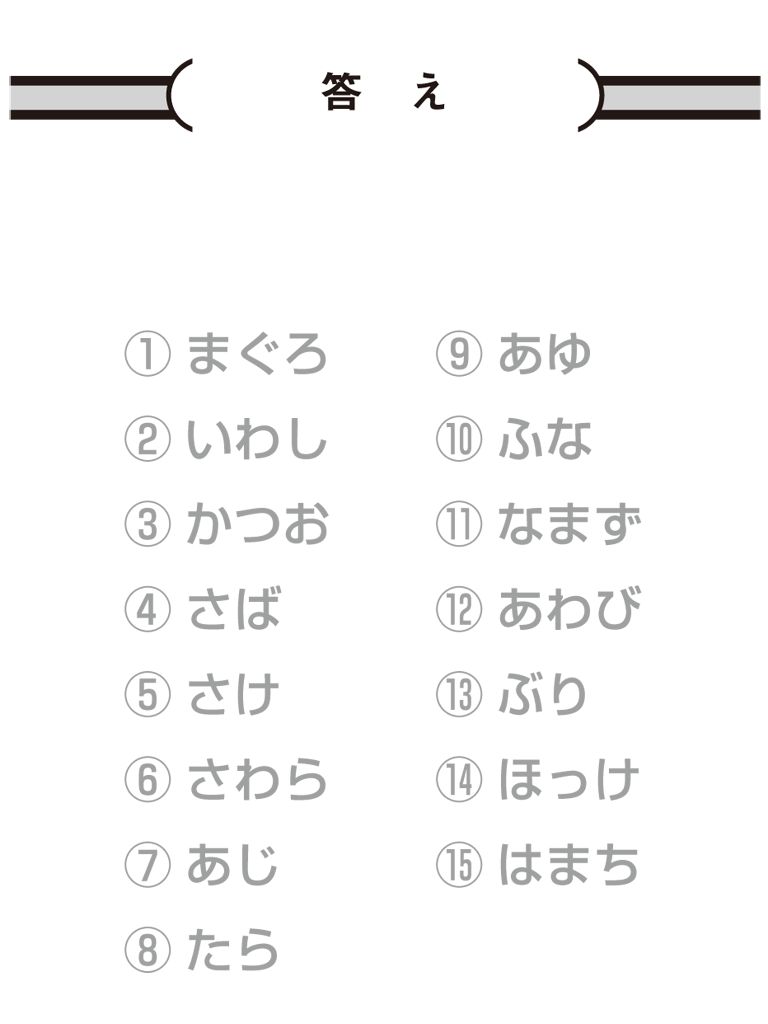 答え
① まぐろ
② いわし
③ かつお
④ さば
⑤ さけ
⑥ さわら
⑦ あじ
⑧ たら
⑨ あゆ
⑩ ふな
⑪ なまず
⑫ あわび
⑬ ぶり
⑭ ほっけ
⑮ はまち